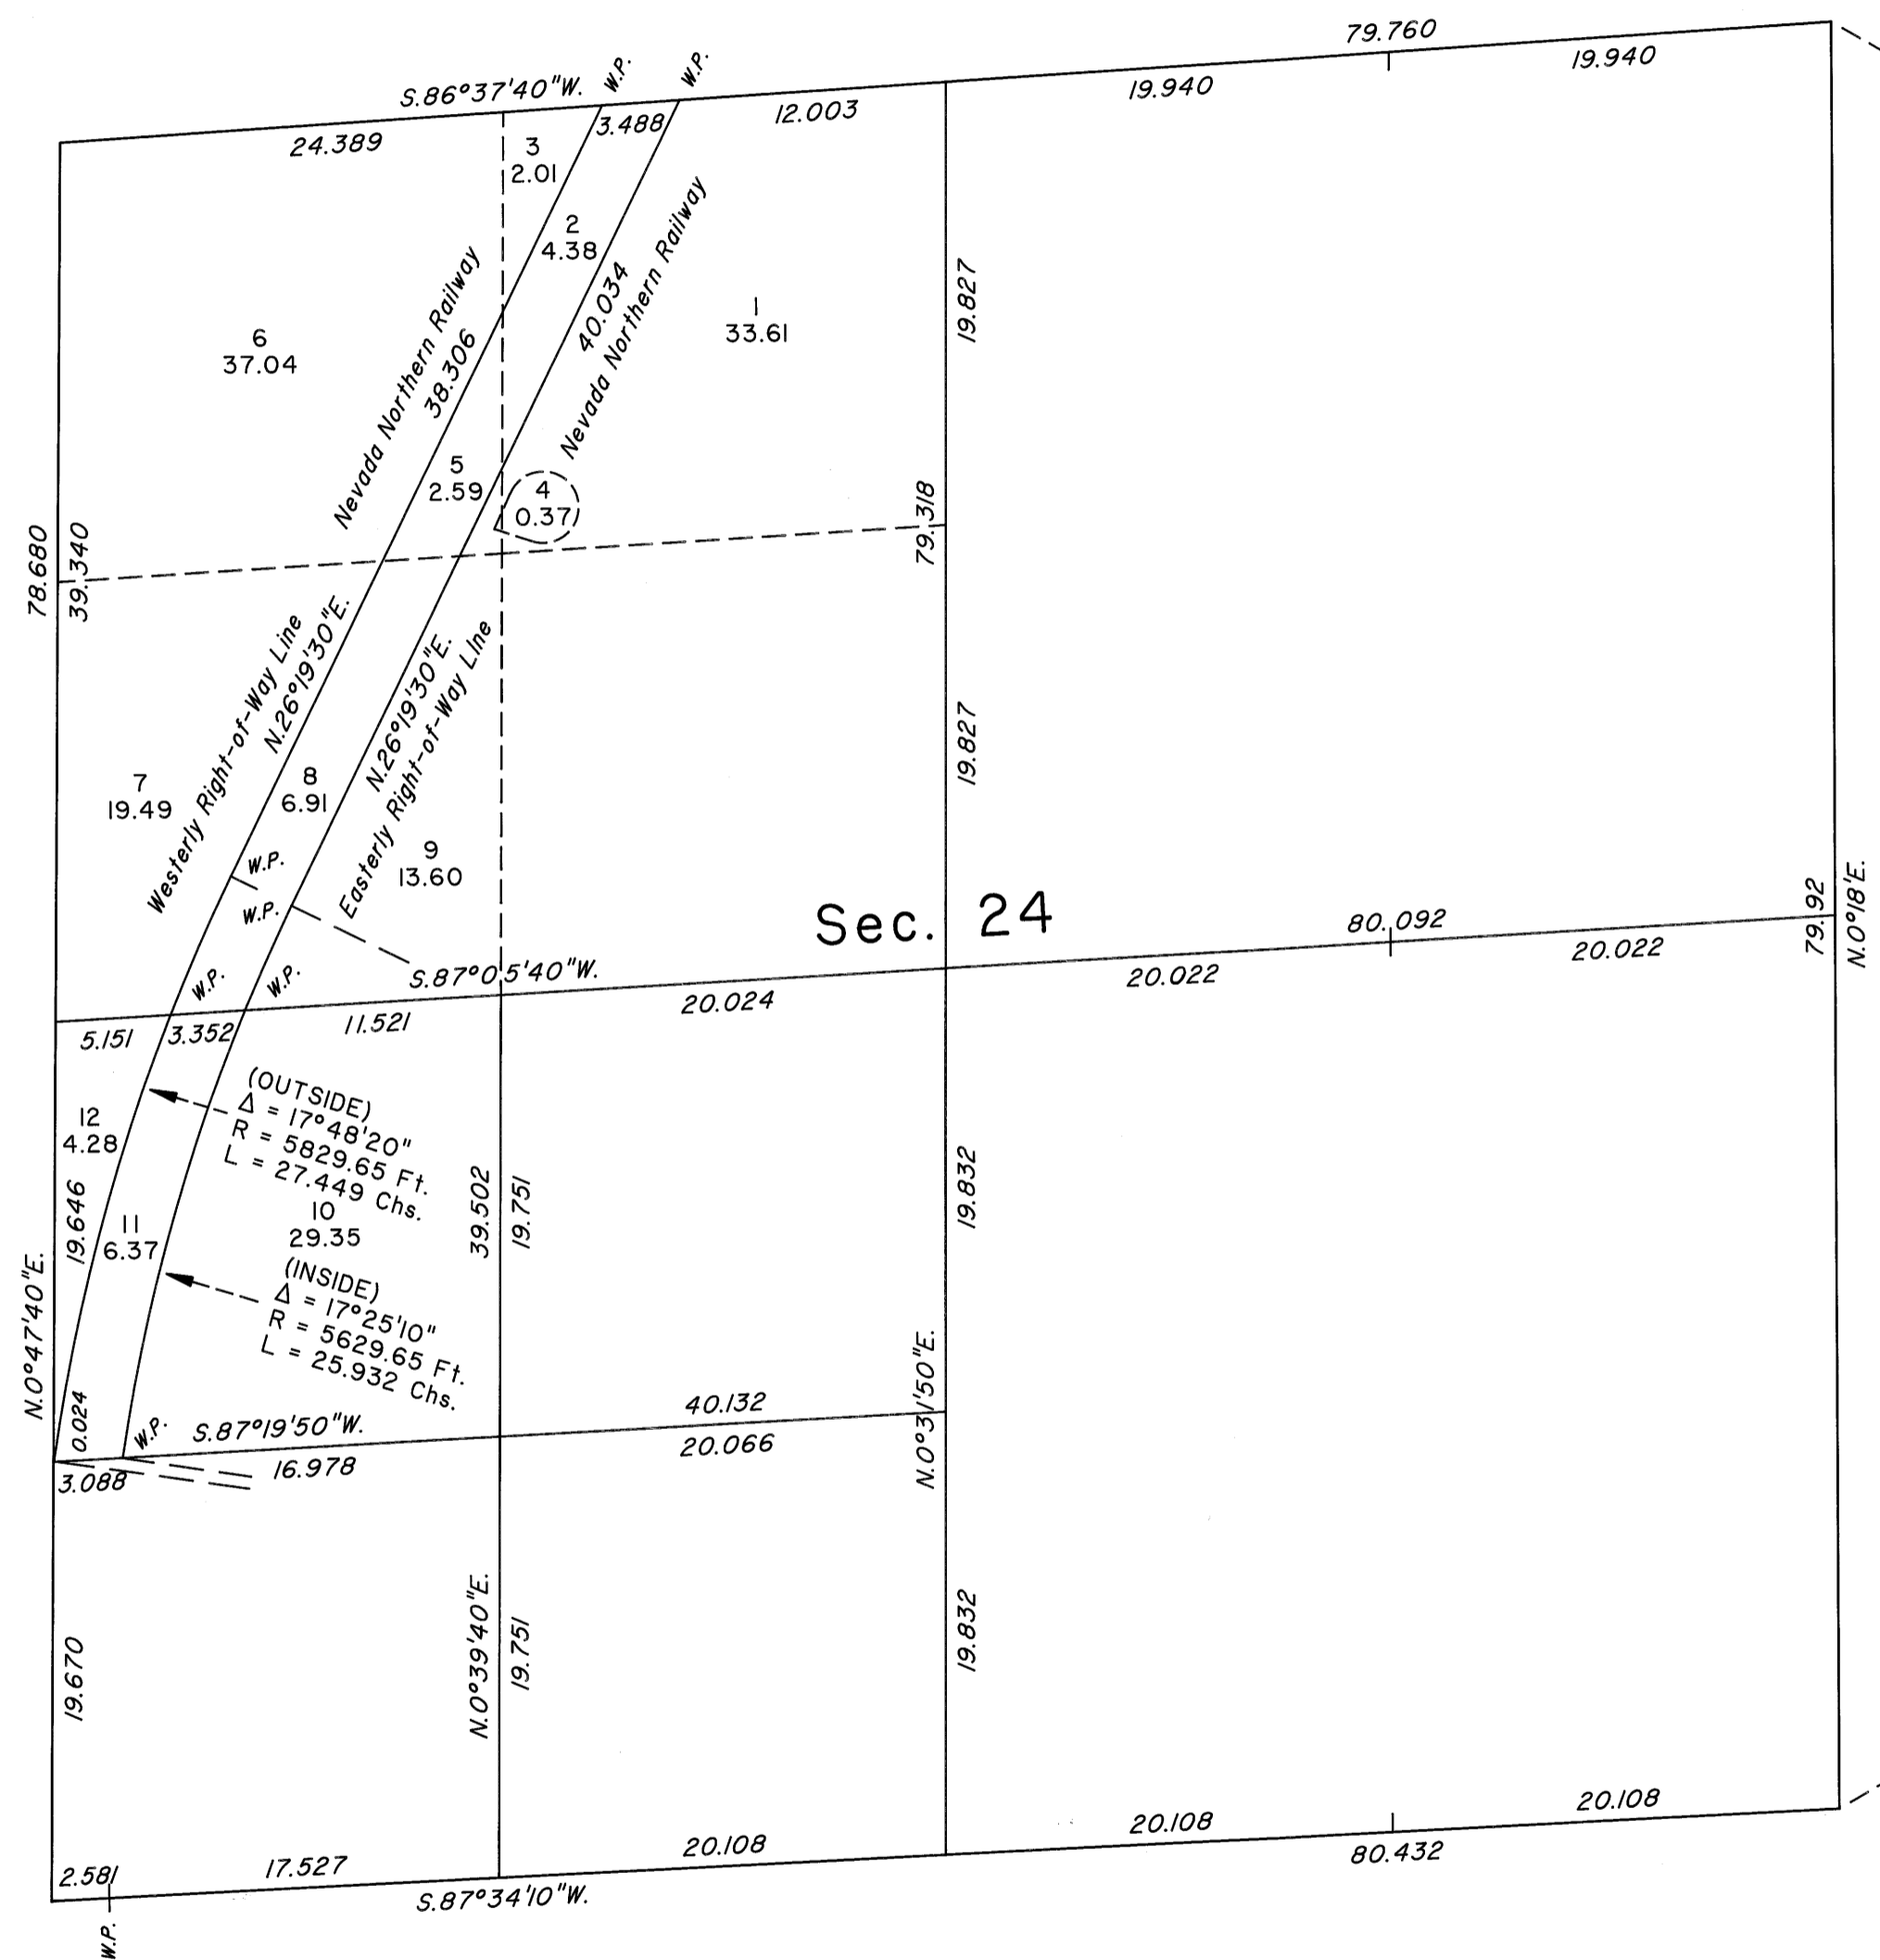 79.760
S.86°37'40"W.
W.P.
W.P.
19.940
19.940
12.003
3.488
24.389
3
2.01
2
4.38
Nevada Northern Railway
38.306
40.034
Nevada Northern Railway
1
33.61
19.827
6
37.04
5
2.59
4
0.37
79.318
78.680
39.340
Westerly Right-of-Way Line
N.26°19'30"E.
N.26°19'30"E.
Easterly Right-of-Way Line
19.827
7
19.49
8
6.91
9
13.60
W.P.
W.P.
Sec. 24
80.092
79.92
N.0°18'E.
W.P.
W.P.
S.87°05'40"W.
20.022
20.022
20.024
5.151
3.352
11.521
(OUTSIDE)
Δ = 17°48'20"
R = 5829.65 Ft.
L = 27.449 Chs.
12
4.28
19.646
11
6.37
10
29.35
39.502
19.751
19.832
(INSIDE)
Δ = 17°25'10"
R = 5629.65 Ft.
L = 25.932 Chs.
N.0°47'40"E.
0.024
W.P.
S.87°19'50"W.
40.132
N.0°31'50"E.
3.088
16.978
20.066
19.670
N.0°39'40"E.
19.751
19.832
2.581
17.527
20.108
20.108
20.108
80.432
S.87°34'10"W.
W.P.